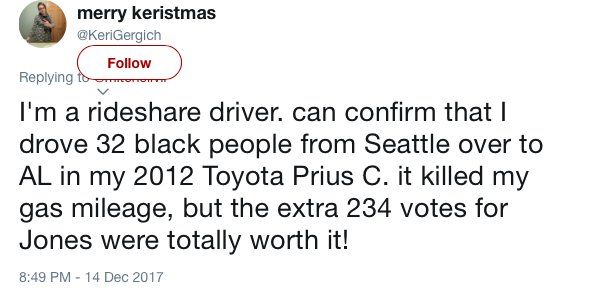 merry keristmas
@KeriGergich
Follow
Replying to
I'm a rideshare driver. can confirm that I
drove 32 black people from Seattle over to
AL in my 2012 Toyota Prius C. it killed my
gas mileage, but the extra 234 votes for
Jones were totally worth it!
8:49 PM - 14 Dec 2017